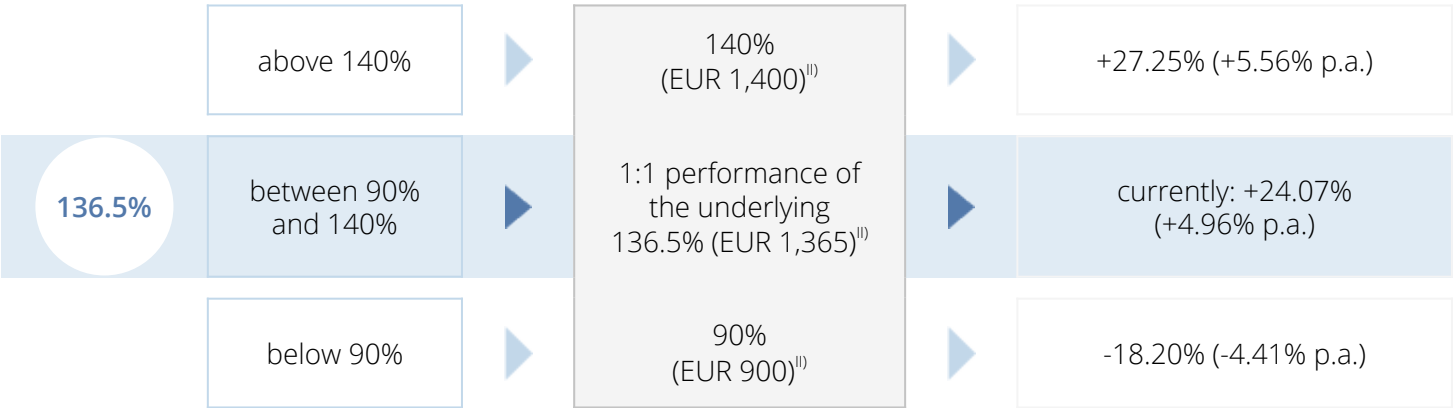 above 140%
140%
(EUR 1,400)II)
+27.25% (+5.56% p.a.)
136.5%
between 90%
and 140%
1:1 performance of
the underlying
136.5% (EUR 1,365)II)
currently: +24.07%
(+4.96% p.a.)
below 90%
90%
(EUR 900)II)
-18.20% (-4.41% p.a.)